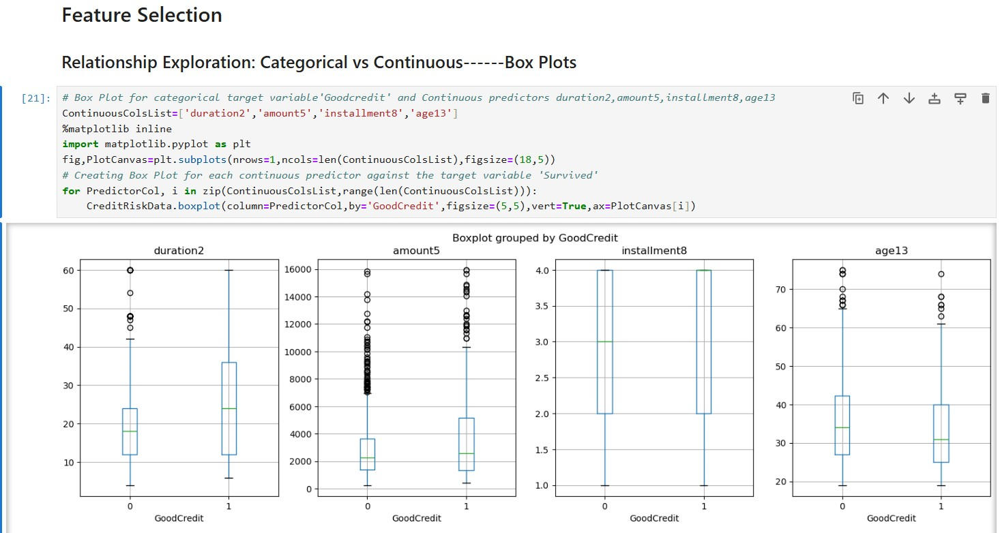 Feature Selection
Relationship Exploration: Categorical vs Continuous------Box Plots
[21]:
# Box Plot for categorical target variable'Goodcredit' and Continuous predictors duration2,amount5,installment8,age13
ContinuousColsList=['duration2','amount5','installment8','age13']
%matplotlib inline
import matplotlib.pyplot as plt
fig,PlotCanvas=plt.subplots(nrows=1,ncols=len(ContinuousColsList),figsize=(18,5))
# Creating Box Plot for each continuous predictor against the target variable 'Survived'
for PredictorCol, i in zip(ContinuousColsList,range(len(ContinuousColsList))):
    CreditRiskData.boxplot(column=PredictorCol,by='GoodCredit',figsize=(5,5),vert=True,ax=PlotCanvas[i])
Boxplot grouped by GoodCredit
duration2
60
50
40
30
20
10
0 1
GoodCredit
amount5
16000
14000
12000
10000
8000
6000
4000
2000
0
0 1
GoodCredit
installment8
4.0
3.5
3.0
2.5
2.0
1.5
1.0
0 1
GoodCredit
age13
70
60
50
40
30
20
0 1
GoodCredit